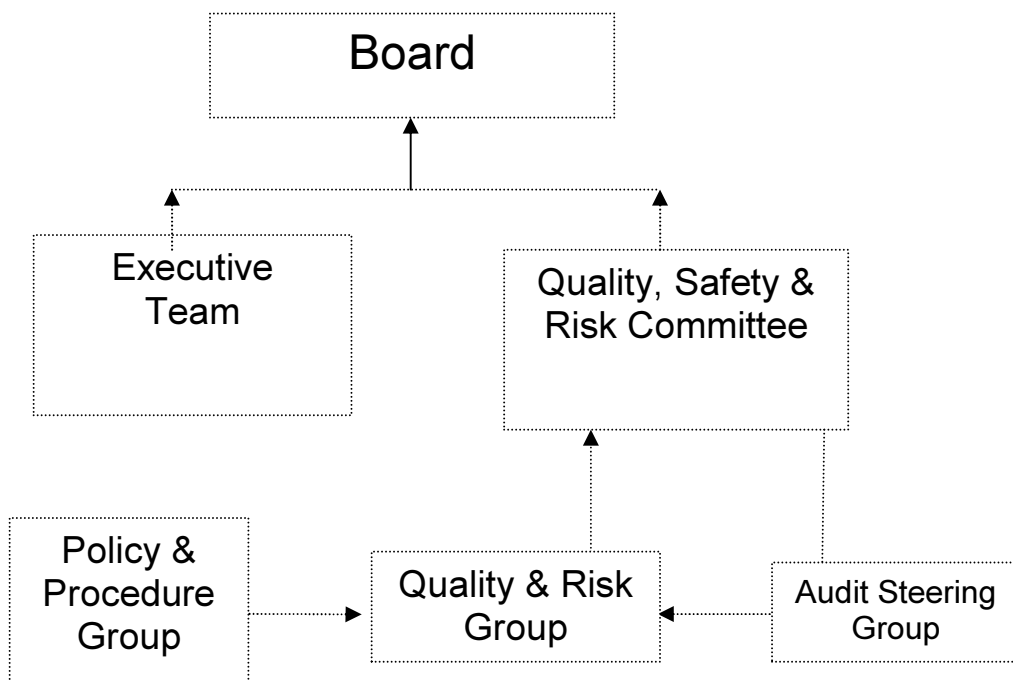 Board
Executive
Team
Quality, Safety &
Risk Committee
Policy &
Procedure
Group
Quality & Risk
Group
Audit Steering
Group